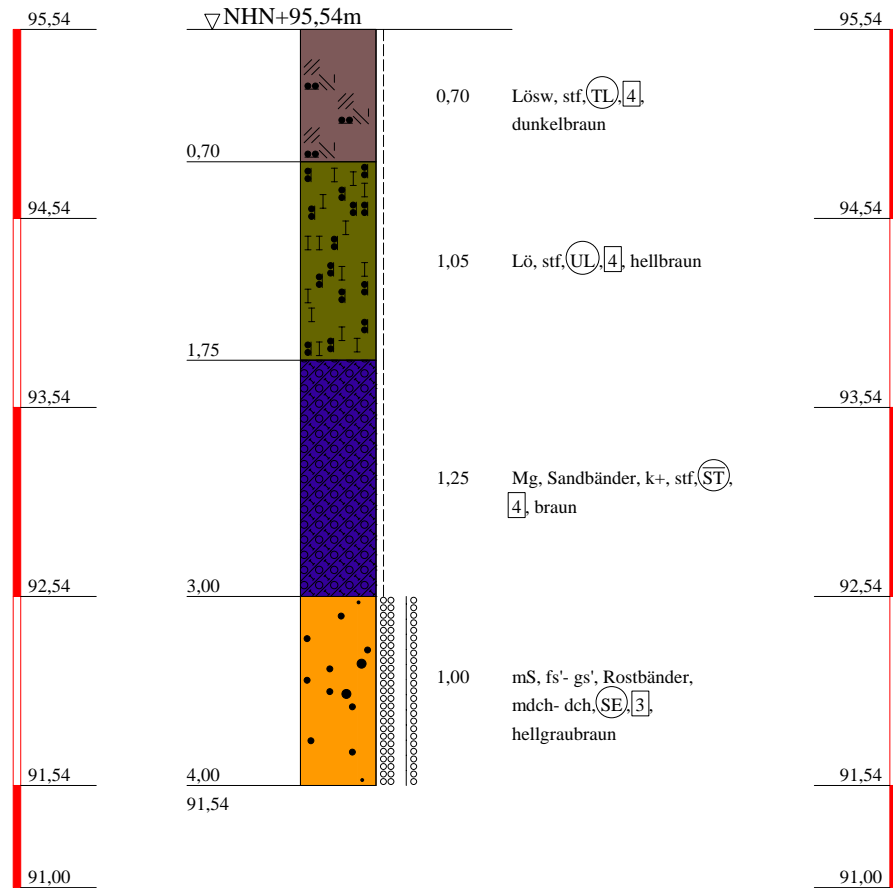 NHN+95,54m
95,54
95,54
0,70 Lösw, stf, TL, 4,
dunkelbraun
0,70
94,54
94,54
1,05 Lö, stf, UL, 4, hellbraun
1,75
93,54
93,54
1,25 Mg, Sandbänder, k+, stf, S̅T̅,
4, braun
92,54
3,00
92,54
1,00 mS, fs'- gs', Rostbänder,
mdch- dch, SE, 3,
hellgraubraun
91,54
4,00
91,54
91,54
91,00
91,00